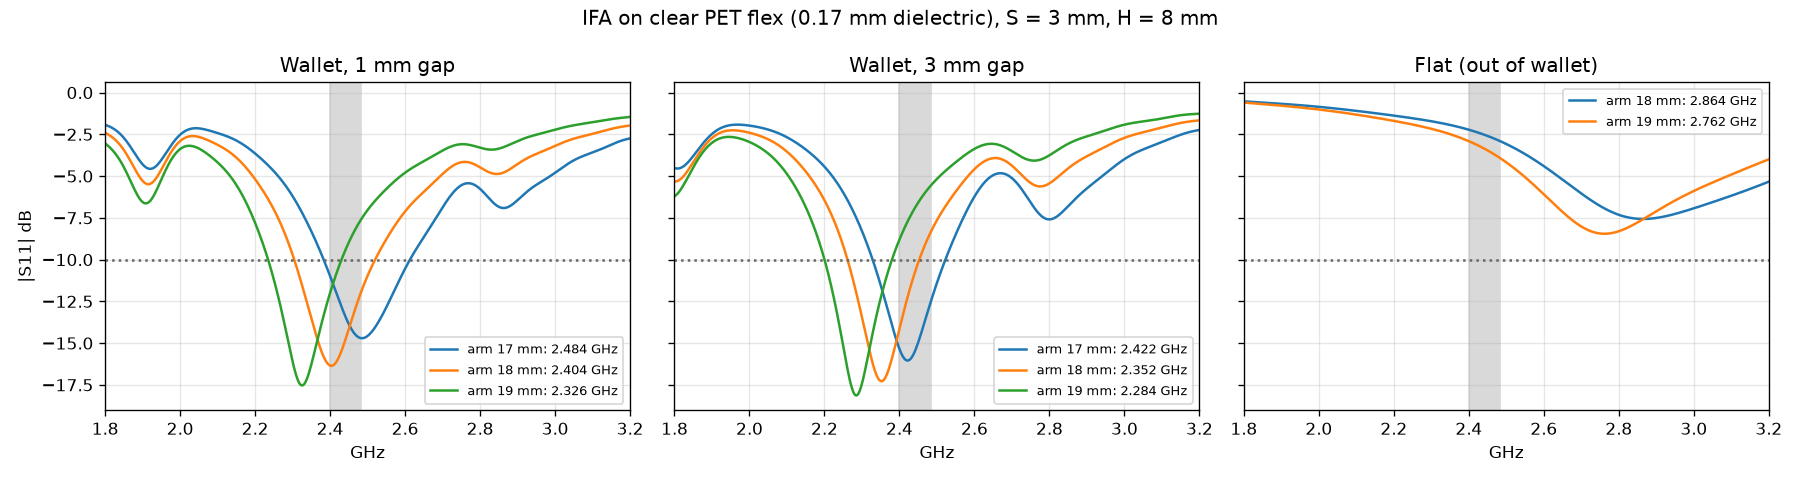 IFA on clear PET flex (0.17 mm dielectric), S = 3 mm, H = 8 mm
Wallet, 1 mm gap
Wallet, 3 mm gap
Flat (out of wallet)
|S11| dB
0.0
−2.5
−5.0
−7.5
−10.0
−12.5
−15.0
−17.5
arm 17 mm: 2.484 GHz
arm 18 mm: 2.404 GHz
arm 19 mm: 2.326 GHz
1.8 2.0 2.2 2.4 2.6 2.8 3.0 3.2
GHz
arm 17 mm: 2.422 GHz
arm 18 mm: 2.352 GHz
arm 19 mm: 2.284 GHz
1.8 2.0 2.2 2.4 2.6 2.8 3.0 3.2
GHz
arm 18 mm: 2.864 GHz
arm 19 mm: 2.762 GHz
1.8 2.0 2.2 2.4 2.6 2.8 3.0 3.2
GHz